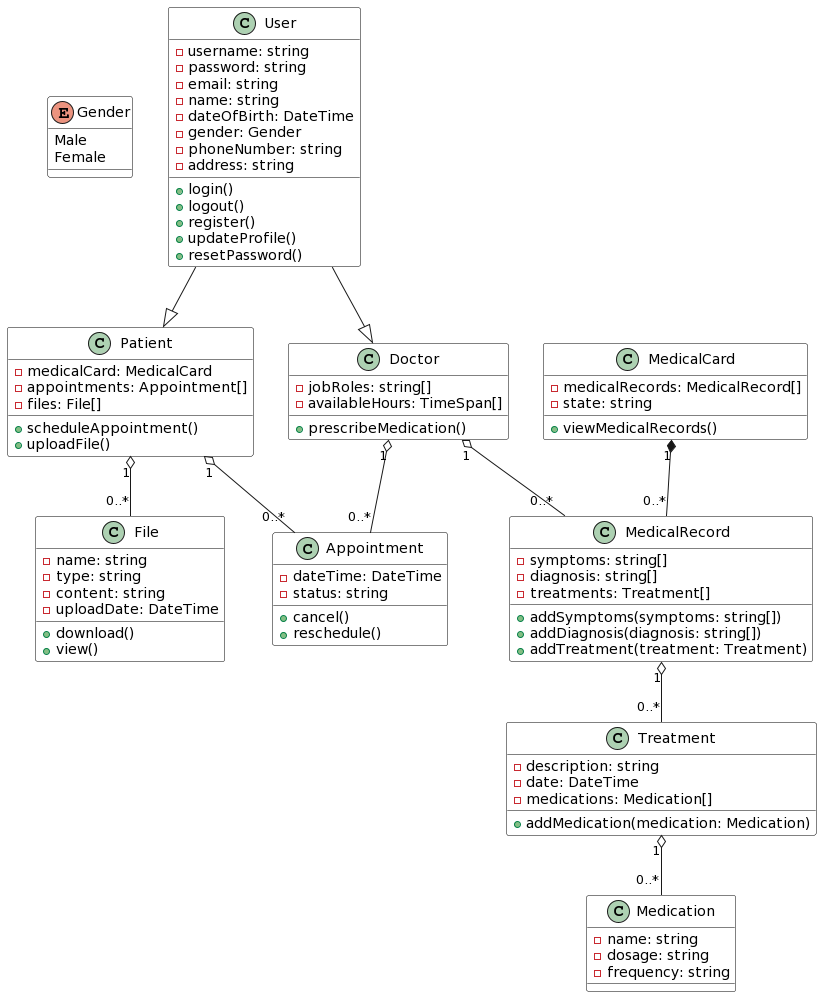 User
username: string
password: string
email: string
name: string
dateOfBirth: DateTime
gender: Gender
phoneNumber: string
address: string
login()
logout()
register()
updateProfile()
resetPassword()
E Gender
Male
Female
C Patient
medicalCard: MedicalCard
appointments: Appointment[]
files: File[]
scheduleAppointment()
uploadFile()
C Doctor
jobRoles: string[]
availableHours: TimeSpan[]
prescribeMedication()
C MedicalCard
medicalRecords: MedicalRecord[]
state: string
viewMedicalRecords()
1
0..*
1
0..*
1
0..*
1
0..*
1
0..*
C File
name: string
type: string
content: string
uploadDate: DateTime
download()
view()
C Appointment
dateTime: DateTime
status: string
cancel()
reschedule()
C MedicalRecord
symptoms: string[]
diagnosis: string[]
treatments: Treatment[]
addSymptoms(symptoms: string[])
addDiagnosis(diagnosis: string[])
addTreatment(treatment: Treatment)
1
0..*
C Treatment
description: string
date: DateTime
medications: Medication[]
addMedication(medication: Medication)
1
0..*
C Medication
name: string
dosage: string
frequency: string